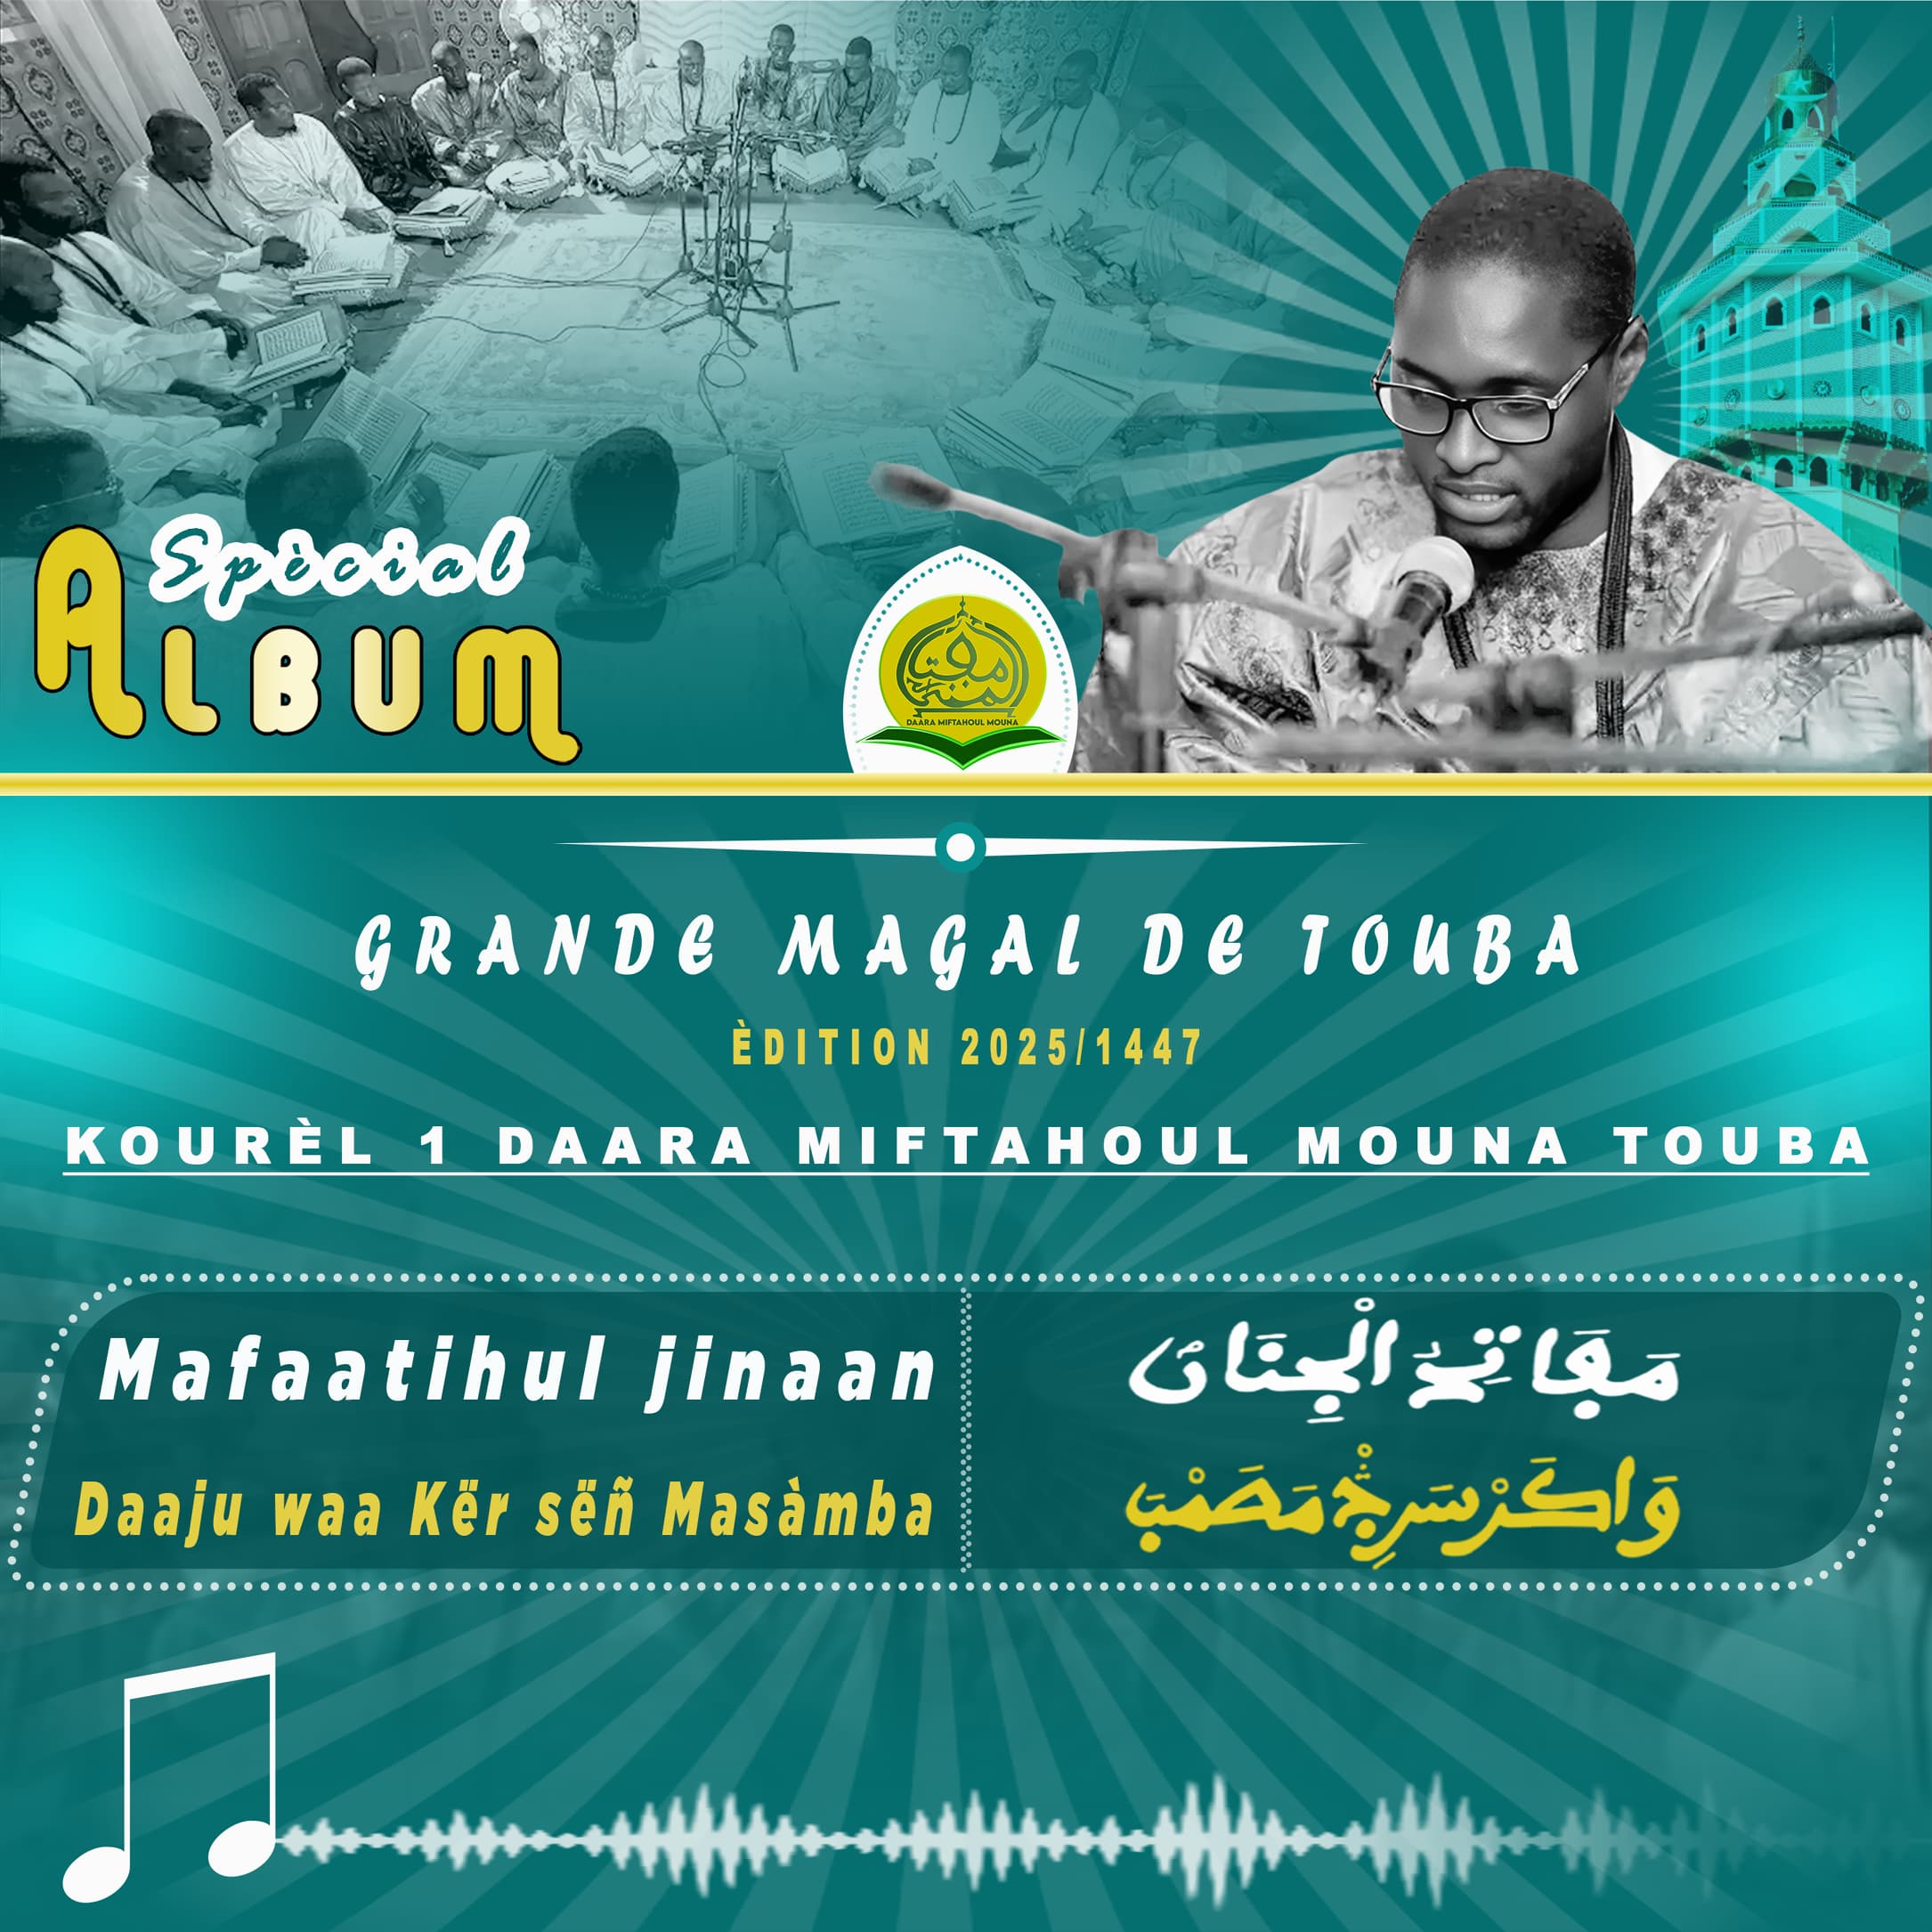 Spècial
ALBUM
DAARA MIFTAHOUL MOUNA
GRANDE MAGAL DE TOUBA
ÈDITION 2025/1447
KOURÈL 1 DAARA MIFTAHOUL MOUNA TOUBA
Mafaatihul jinaan
مَڢَاتِحُ الْجِنَانْ
Daaju waa Kër sëñ Masàmba
وَاكَرْ سَرِڃْ مَصَمْبَ